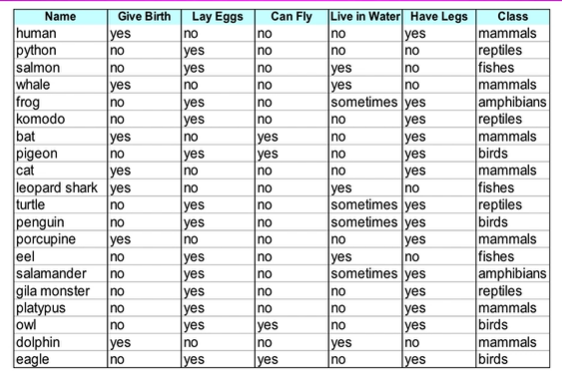 Name Give Birth Lay Eggs Can Fly Live in Water Have Legs Class
human yes no no no yes mammals
python no yes no no no reptiles
salmon no yes no yes no fishes
whale yes no no yes no mammals
frog no yes no sometimes yes amphibians
komodo no yes no no yes reptiles
bat yes no yes no yes mammals
pigeon no yes yes no yes birds
cat yes no no no yes mammals
leopard shark yes no no yes no fishes
turtle no yes no sometimes yes reptiles
penguin no yes no sometimes yes birds
porcupine yes no no no yes mammals
eel no yes no yes no fishes
salamander no yes no sometimes yes amphibians
gila monster no yes no no yes reptiles
platypus no yes no no yes mammals
owl no yes yes no yes birds
dolphin yes no no yes no mammals
eagle no yes yes no yes birds